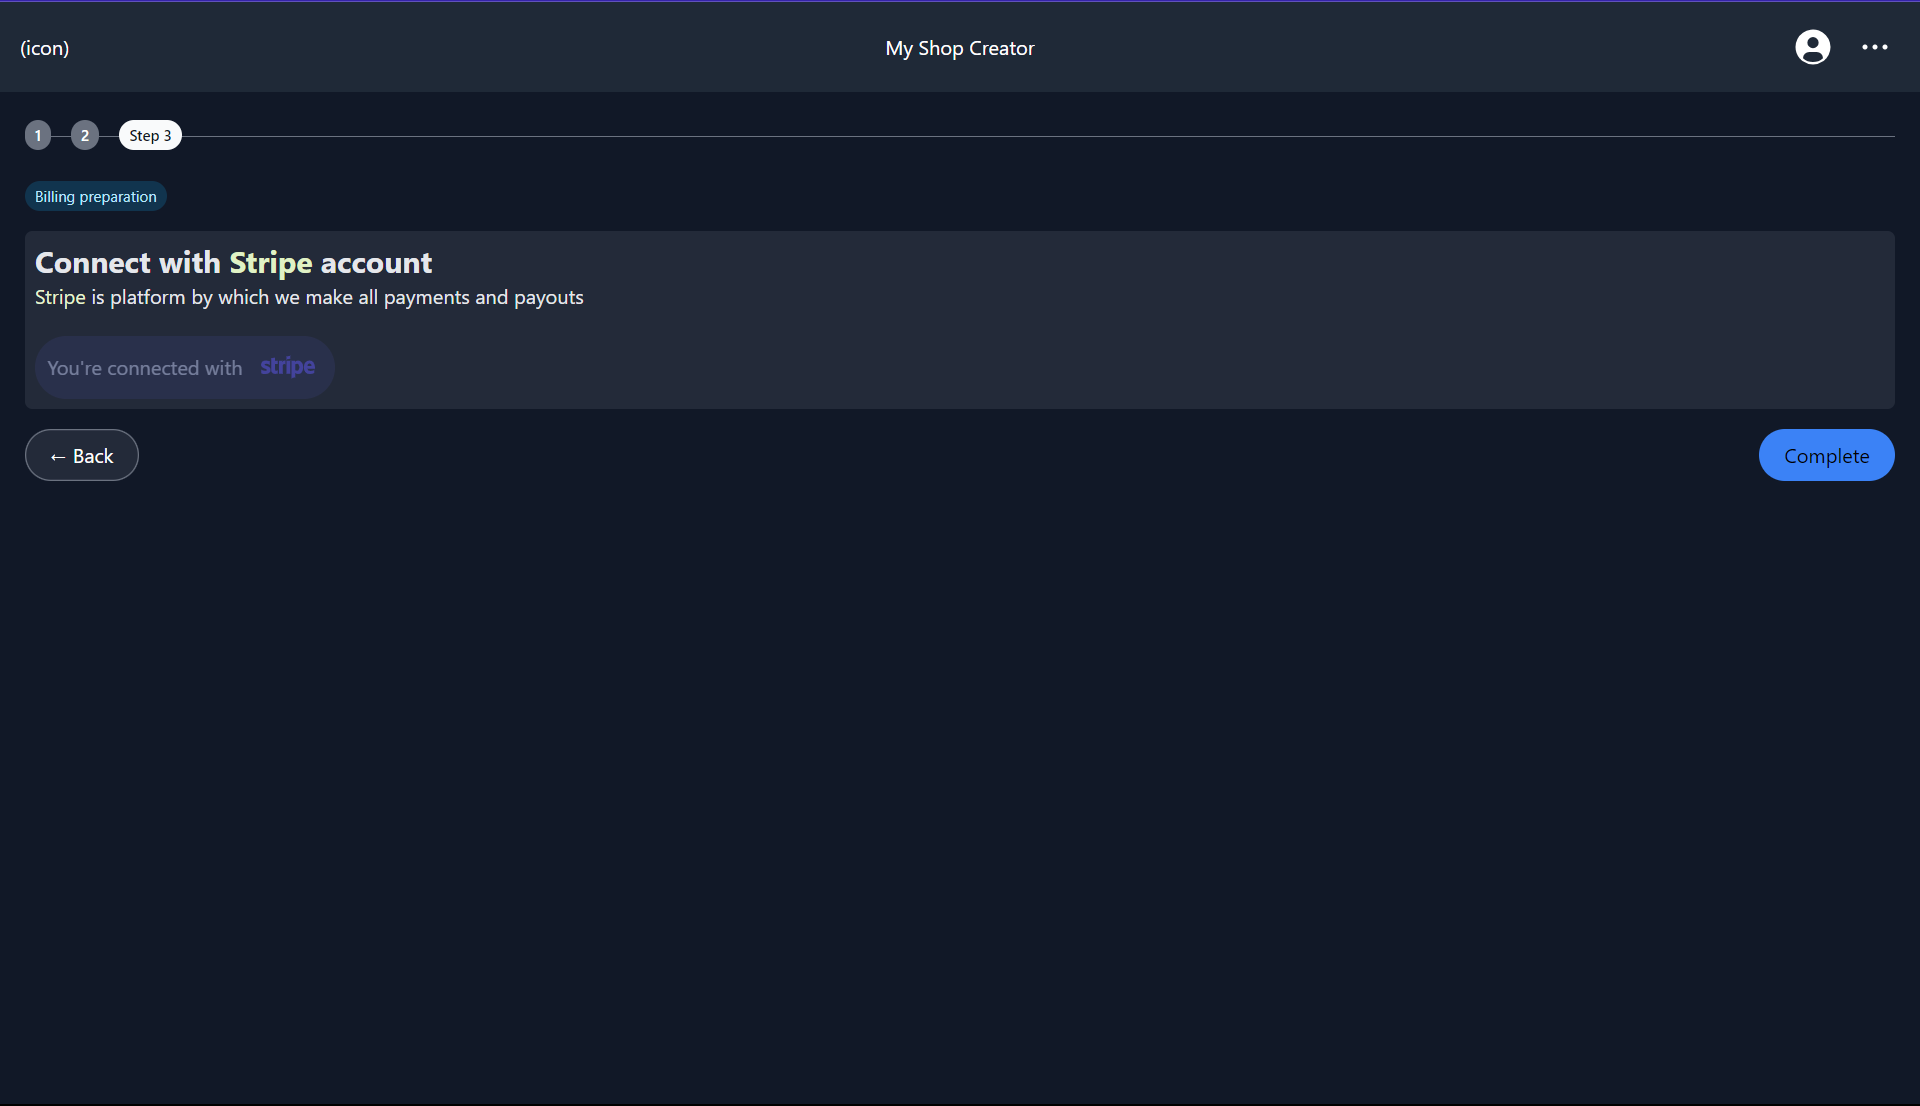 (icon)
My Shop Creator
1
2
Step 3
Billing preparation
Connect with Stripe account
Stripe is platform by which we make all payments and payouts
You're connected with stripe
← Back
Complete